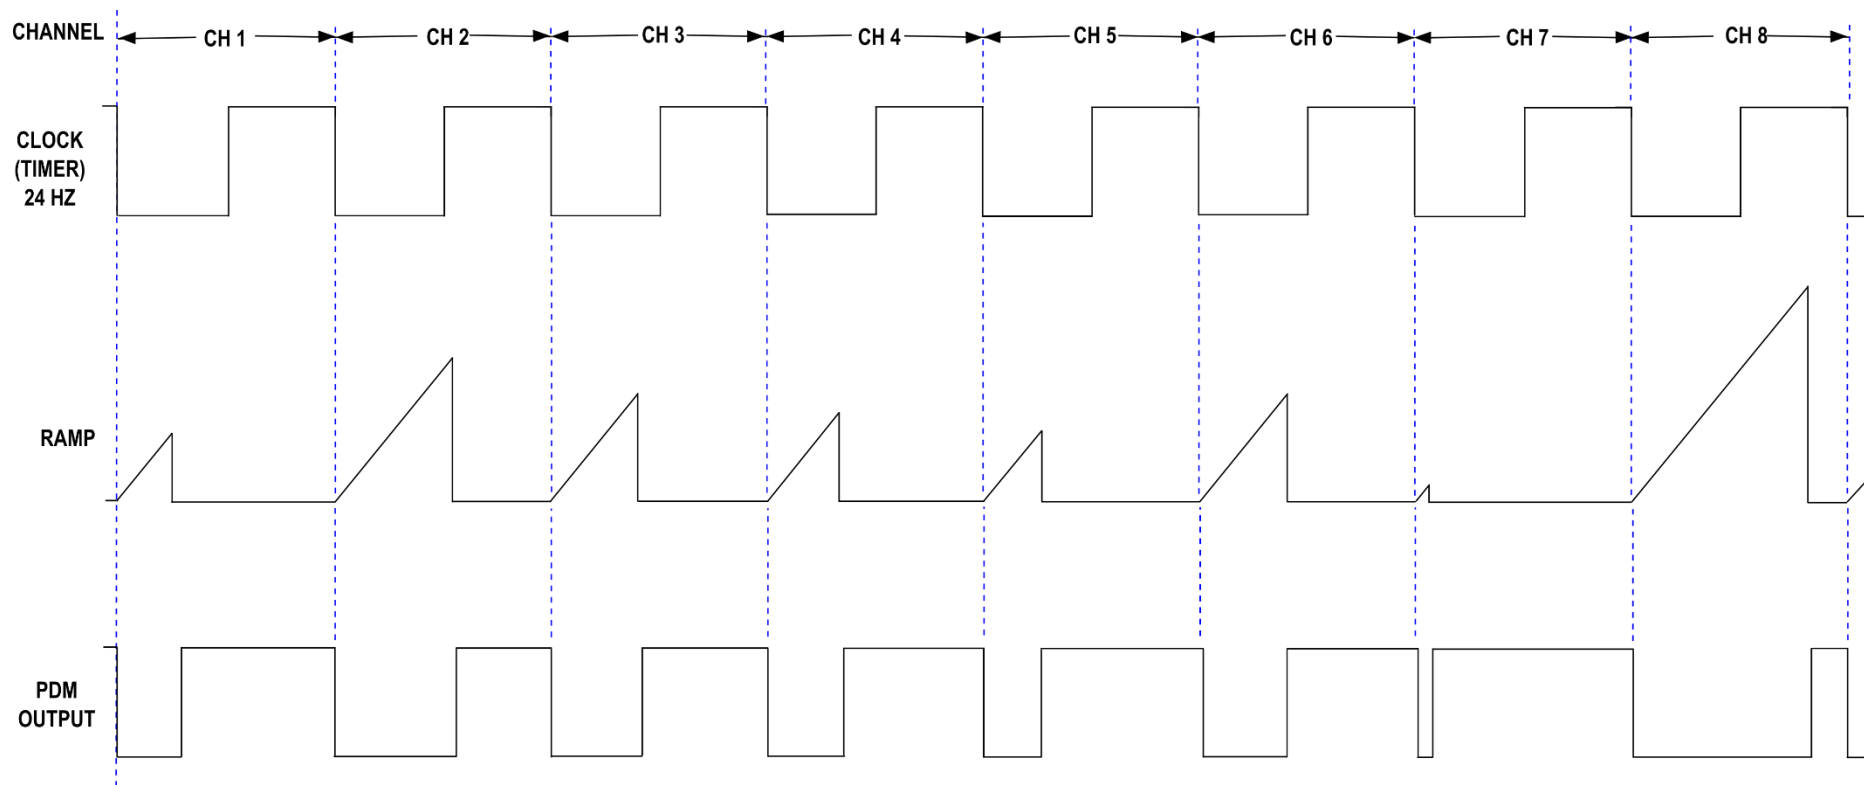 CHANNEL
CH 1
CH 2
CH 3
CH 4
CH 5
CH 6
CH 7
CH 8
CLOCK
(TIMER)
24 HZ
RAMP
PDM
OUTPUT